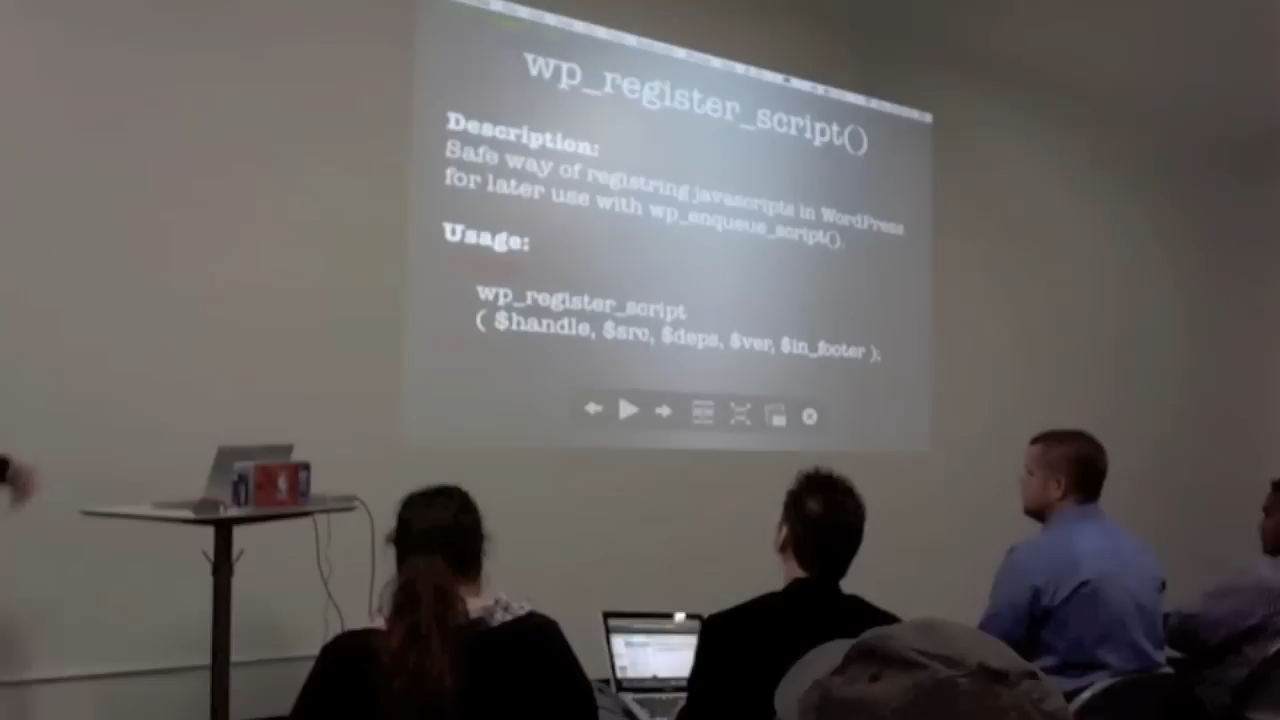 wp_register_script()
Description:
Safe way of registring javascripts in WordPress
for later use with wp_enqueue_script().
Usage:
wp_register_script
( $handle, $src, $deps, $ver, $in_footer );